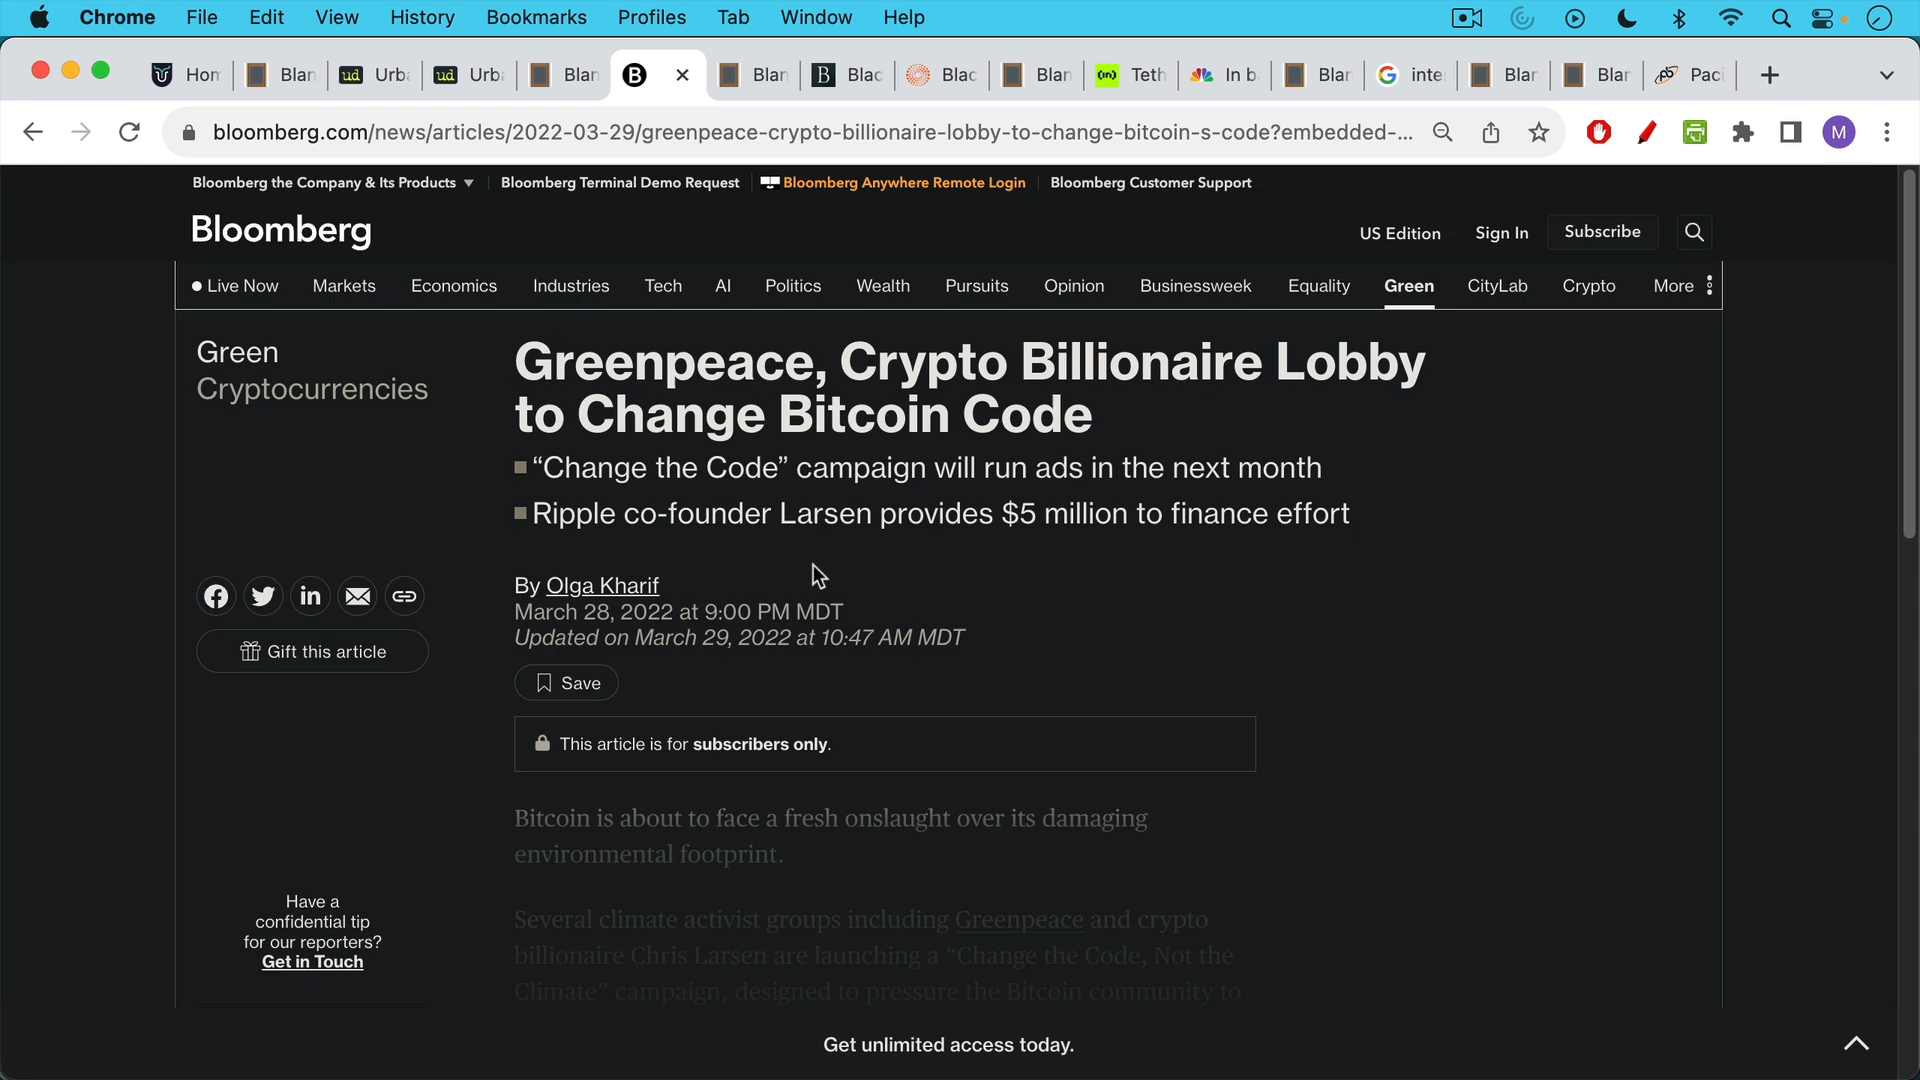 Chrome File Edit View History Bookmarks Profiles Tab Window Help
Hom Blan ud Urba ud Urba Blan B Blan B Blac Blac Blan (in) Teth In b Blar G inte Blar Blar Paci
bloomberg.com/news/articles/2022-03-29/greenpeace-crypto-billionaire-lobby-to-change-bitcoin-s-code?embedded-... M
Bloomberg the Company & Its Products Bloomberg Terminal Demo Request Bloomberg Anywhere Remote Login Bloomberg Customer Support
Bloomberg
US Edition Sign In Subscribe
Live Now Markets Economics Industries Tech AI Politics Wealth Pursuits Opinion Businessweek Equality Green CityLab Crypto More
Green
Cryptocurrencies
Greenpeace, Crypto Billionaire Lobby
to Change Bitcoin Code
“Change the Code” campaign will run ads in the next month
Ripple co-founder Larsen provides $5 million to finance effort
By Olga Kharif
March 28, 2022 at 9:00 PM MDT
Updated on March 29, 2022 at 10:47 AM MDT
Gift this article
Save
This article is for subscribers only.
Bitcoin is about to face a fresh onslaught over its damaging
environmental footprint.
Several climate activist groups including Greenpeace and crypto
billionaire Chris Larsen are launching a “Change the Code, Not the
Climate” campaign, designed to pressure the Bitcoin community to
Have a
confidential tip
for our reporters?
Get in Touch
Get unlimited access today.